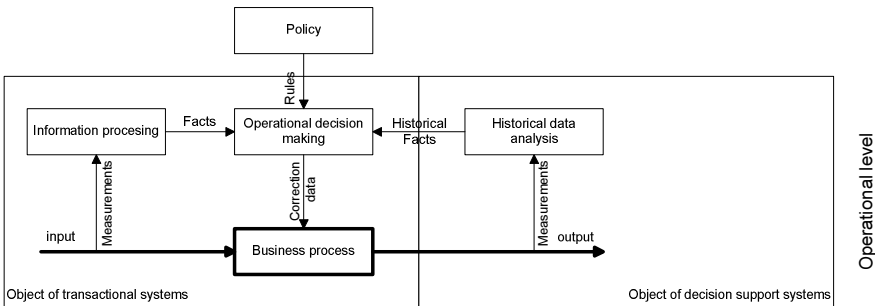 Policy
Rules
Information procesing
Facts
Operational decision
making
Historical
Facts
Historical data
analysis
Measurements
Correction
data
Measurements
input
Business process
output
Object of transactional systems
Object of decision support systems
Operational level